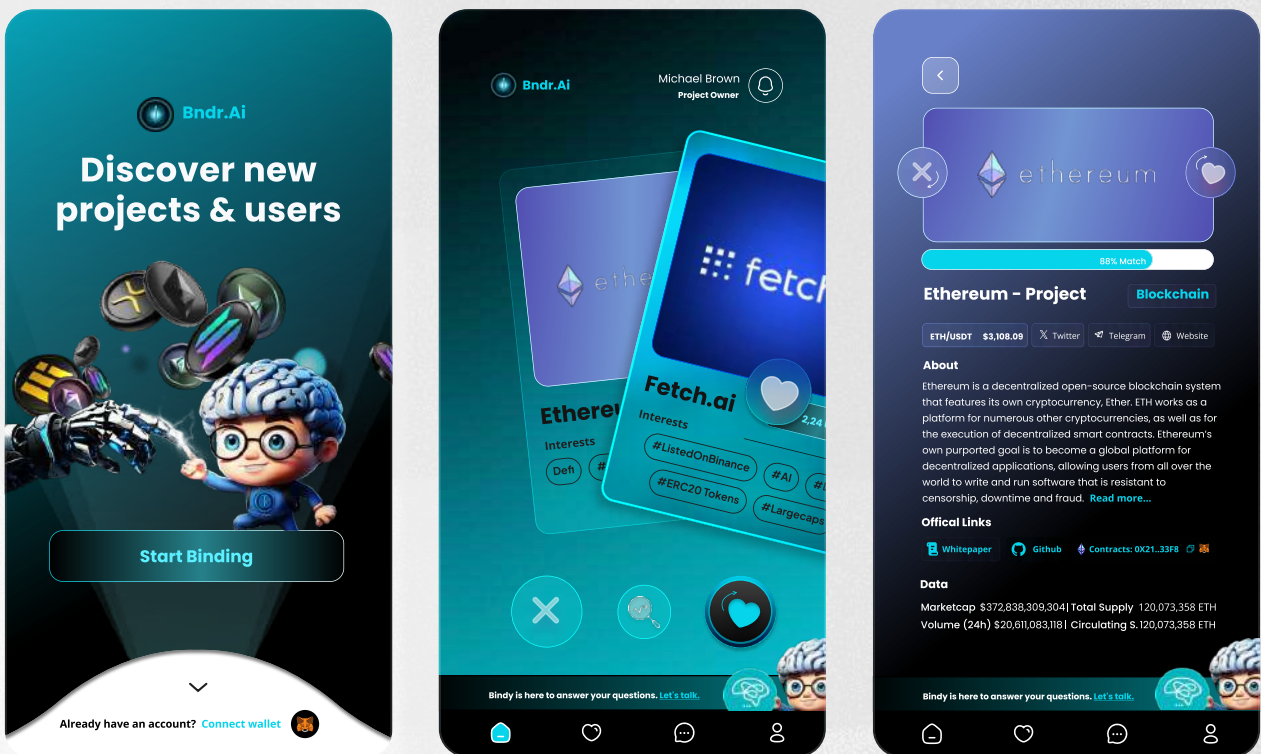 Bndr.Ai
Discover new
projects & users
Start Binding
Already have an account? Connect wallet
Bndr.Ai
Michael Brown
Project Owner
ethe
Ethereu
Interests
Defi
#
fetch
Fetch.ai
2,24
Interests
#ListedOnBinance
#AI
#ERC20 Tokens
#Largecaps
Bindy is here to answer your questions. Let's talk.
ethereum
88% Match
Ethereum - Project
Blockchain
ETH/USDT $3,108.09
Twitter
Telegram
Website
About
Ethereum is a decentralized open-source blockchain system
that features its own cryptocurrency, Ether. ETH works as a
platform for numerous other cryptocurrencies, as well as for
the execution of decentralized smart contracts. Ethereum's
own purported goal is to become a global platform for
decentralized applications, allowing users from all over the
world to write and run software that is resistant to
censorship, downtime and fraud. Read more...
Offical Links
Whitepaper
Github
Contracts: 0X21..33F8
Data
Marketcap $372,838,309,304| Total Supply 120,073,358 ETH
Volume (24h) $20,611,083,118| Circulating S. 120,073,358 ETH
Bindy is here to answer your questions. Let's talk.